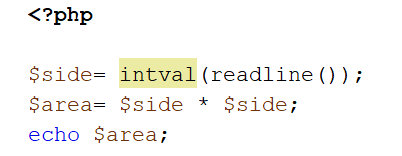 <?php
$side= intval(readline());
$area= $side * $side;
echo $area;